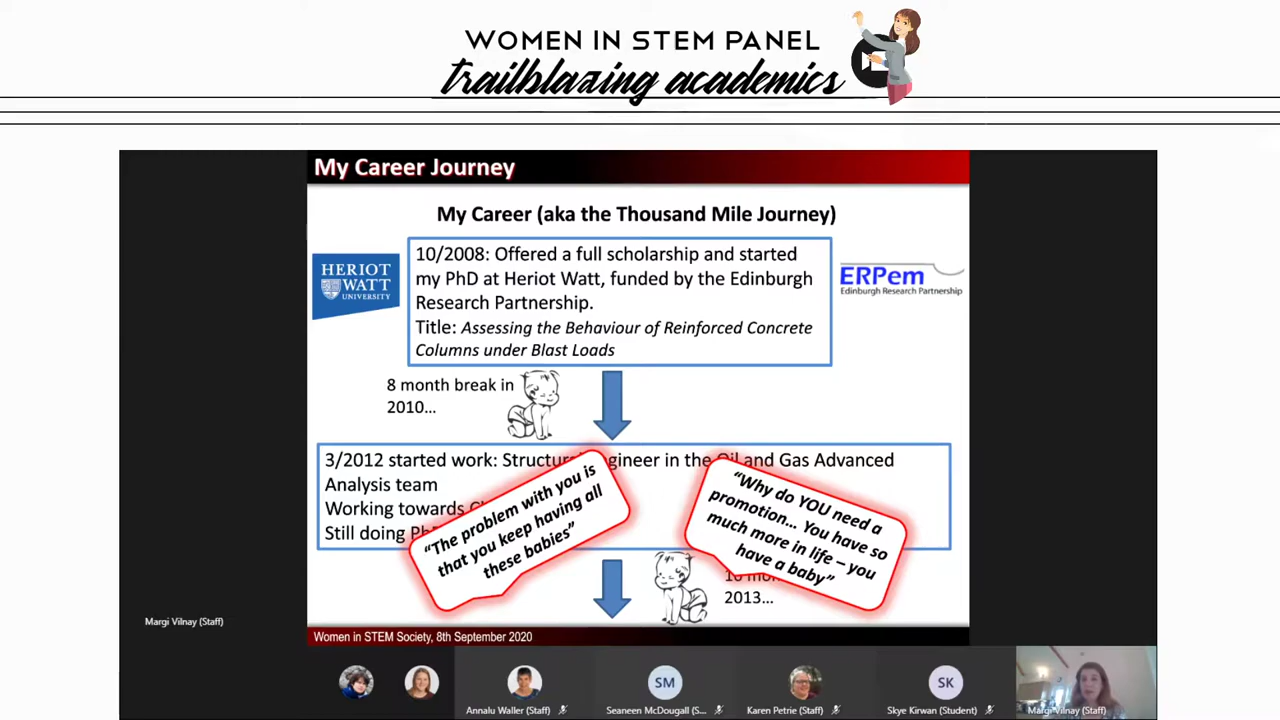 WOMEN IN STEM PANEL
trailblazing academics
My Career Journey
My Career (aka the Thousand Mile Journey)
HERIOT
WATT
UNIVERSITY
10/2008: Offered a full scholarship and started
my PhD at Heriot Watt, funded by the Edinburgh
Research Partnership.
Title: Assessing the Behaviour of Reinforced Concrete
Columns under Blast Loads
ERPem
Edinburgh Research Partnership
8 month break in
2010...
3/2012 started work: Structural Engineer in the Oil and Gas Advanced
Analysis team
Working towards
Still doing
"The problem with you is
that you keep having all
these babies"
"Why do YOU need a
promotion... You have so
much more in life – you
have a baby"
2013...
Margi Vilnay (Staff)
Women in STEM Society, 8th September 2020
Annalu Waller (Staff)
SM
Seaneen McDougall (S...
Karen Petrie (Staff)
SK
Skye Kirwan (Student)
Margi Vilnay (Staff)